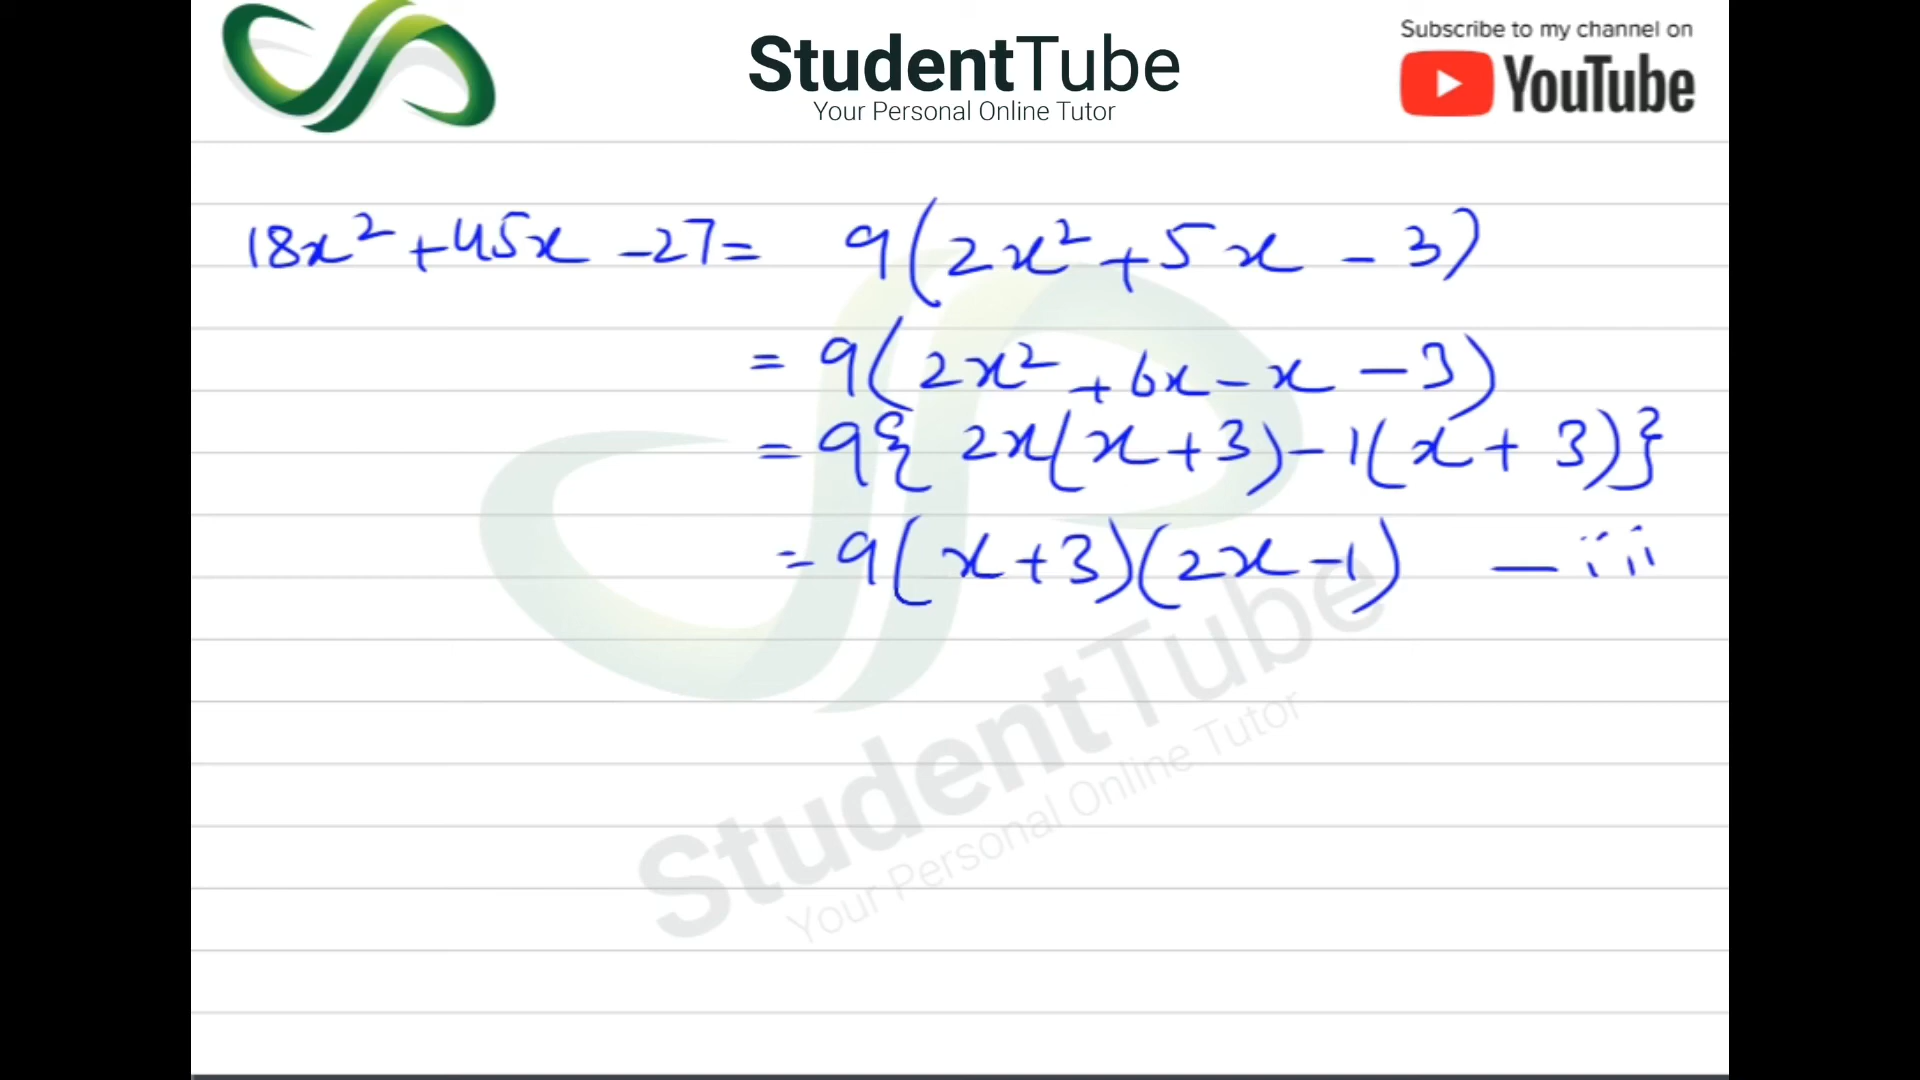 StudentTube
Your Personal Online Tutor
Subscribe to my channel on
YouTube
18x² + 45x - 27 = 9(2x² + 5x - 3)
= 9(2x² + 6x - x - 3)
= 9{ 2x(x + 3) - 1(x + 3)}
= 9(x + 3)(2x - 1) — iii
StudentTube
Your Personal Online Tutor